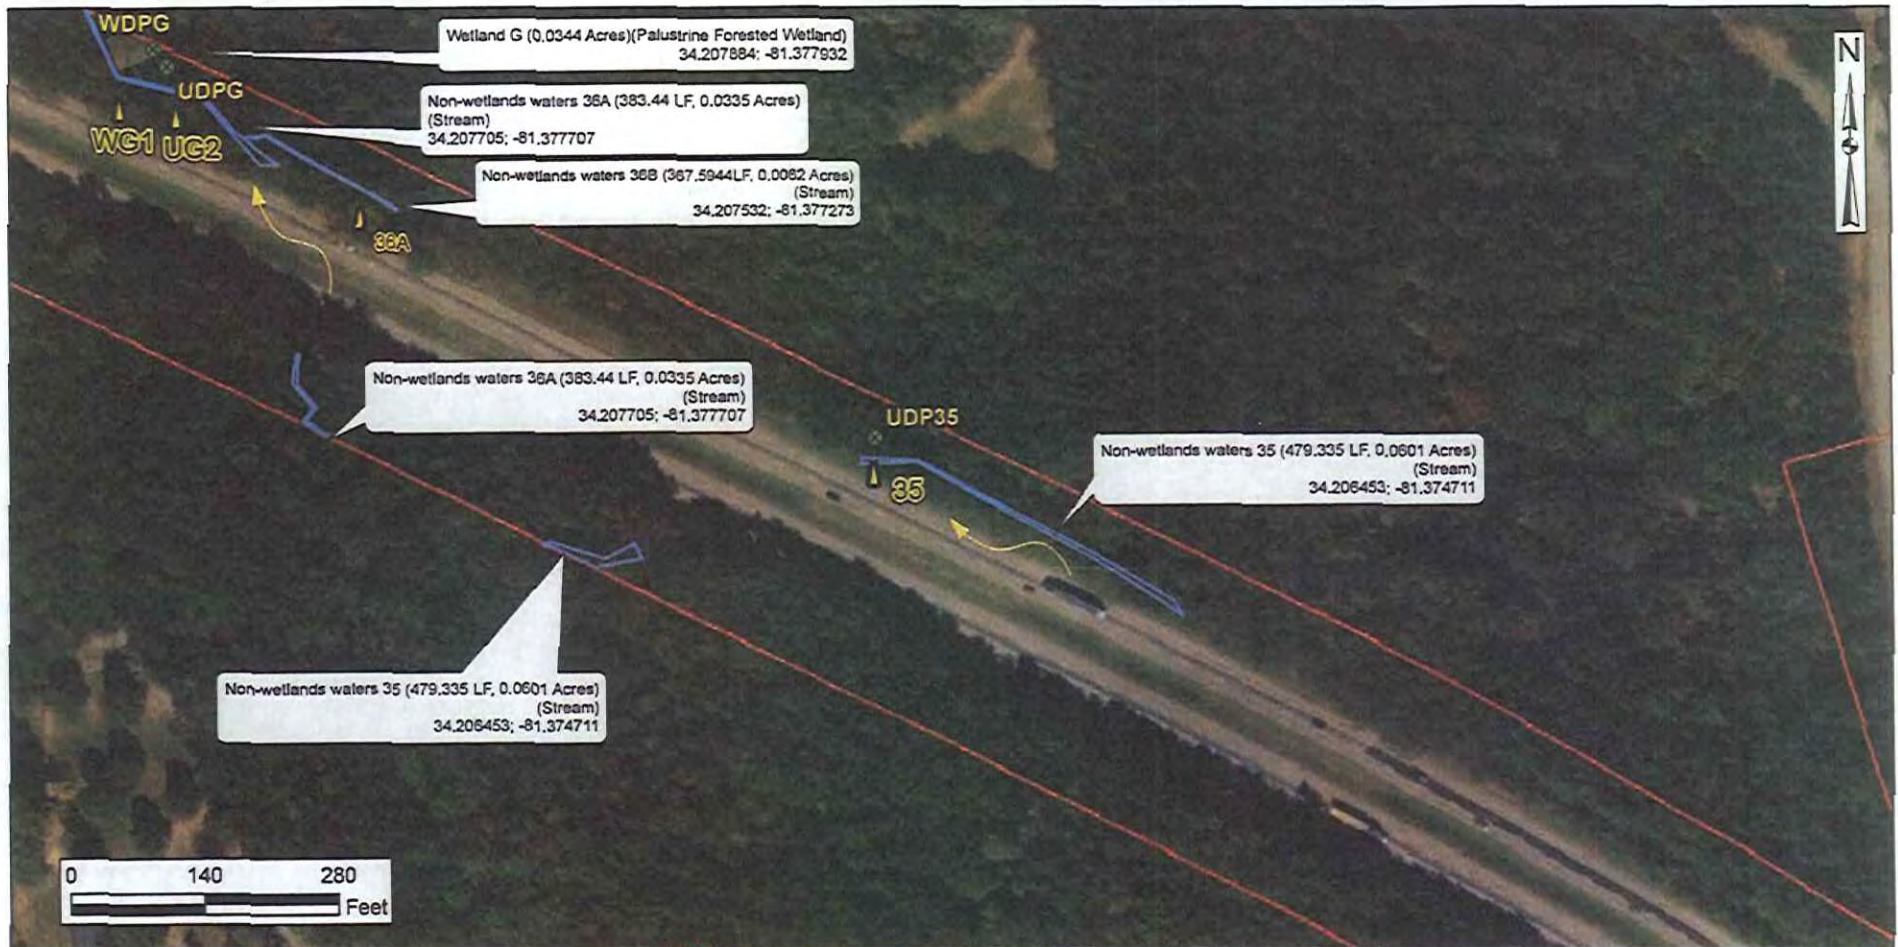 WDPG
Wetland G (0.0344 Acres)(Palustrine Forested Wetland)
34.207884; -81.377932
N
UDPG
Non-wetlands waters 36A (383.44 LF, 0.0335 Acres)
(Stream)
34.207705; -81.377707
WG1 UG2
Non-wetlands waters 36B (367.5944LF, 0.0062 Acres)
(Stream)
34.207532; -81.377273
36A
Non-wetlands waters 36A (383.44 LF, 0.0335 Acres)
(Stream)
34.207705; -81.377707
UDP35
Non-wetlands waters 35 (479.335 LF, 0.0601 Acres)
(Stream)
34.206453; -81.374711
35
Non-wetlands waters 35 (479.335 LF, 0.0601 Acres)
(Stream)
34.206453; -81.374711
0 140 280
Feet